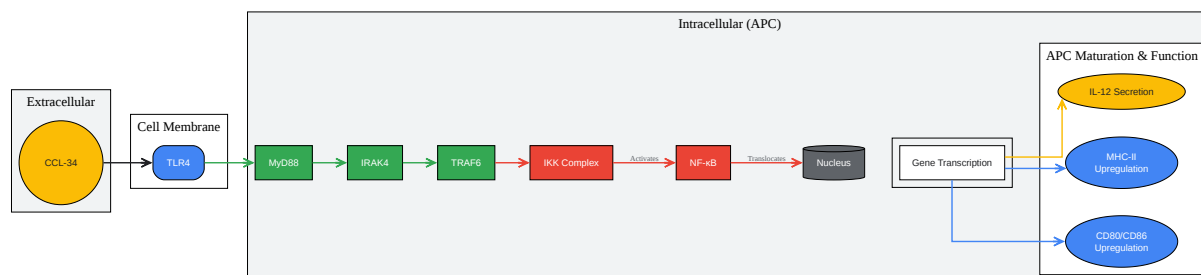 Intracellular (APC)
Extracellular
CCL-34
Cell Membrane
TLR4
MyD88
IRAK4
TRAF6
IKK Complex
Activates
NF-κB
Translocates
Nucleus
Gene Transcription
APC Maturation & Function
IL-12 Secretion
MHC-II
Upregulation
CD80/CD86
Upregulation